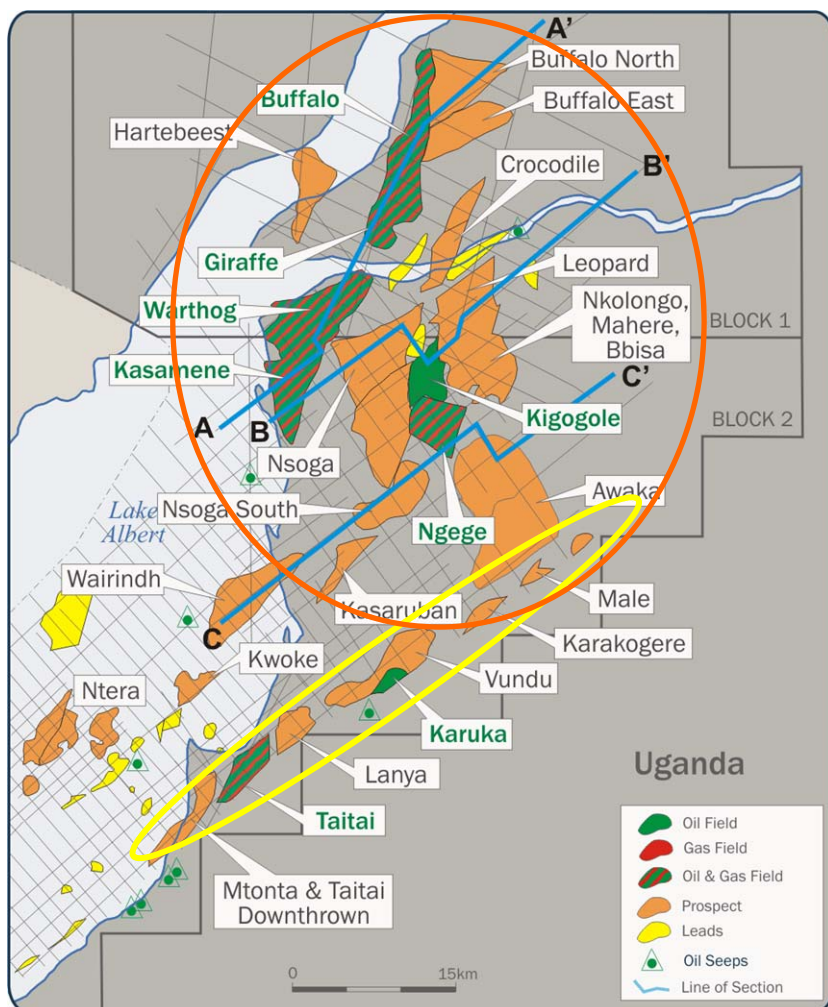 A’
Buffalo North
Buffalo
Buffalo East
Hartebeest
Crocodile
B’
Giraffe
Leopard
Warthog
Nkolongo,
Mahere,
Bbisa
BLOCK 1
Kasamene
C’
A
B
Kigogole
BLOCK 2
Nsoga
Awaka
Lake
Albert
Nsoga South
Ngege
Wairindh
Male
Kasaruban
C
Karakogere
Kwoke
Vundu
Ntera
Karuka
Lanya
Uganda
Taitai
Mtonta & Taitai
Downthrown
Oil Field
Gas Field
Oil & Gas Field
Prospect
Leads
Oil Seeps
Line of Section
0 15km